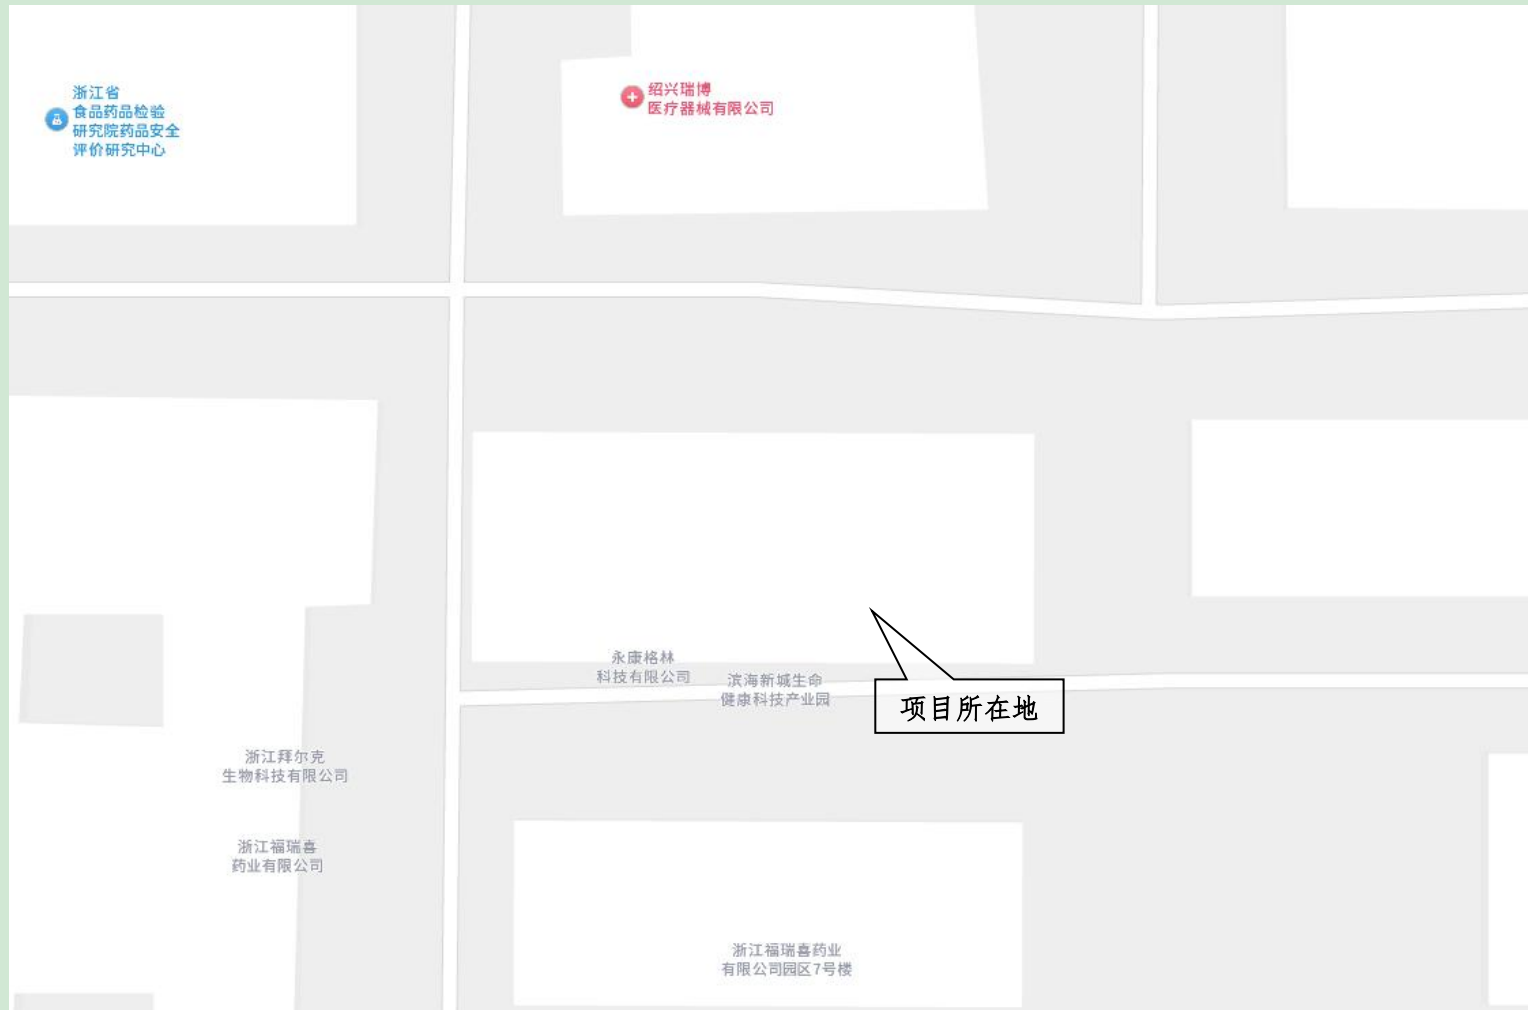 浙江省
食品药品检验
研究院药品安全
评价研究中心
绍兴瑞博
医疗器械有限公司
永康格林
科技有限公司
滨海新城生命
健康科技产业园
项目所在地
浙江拜尔克
生物科技有限公司
浙江福瑞喜
药业有限公司
浙江福瑞喜药业
有限公司园区7号楼